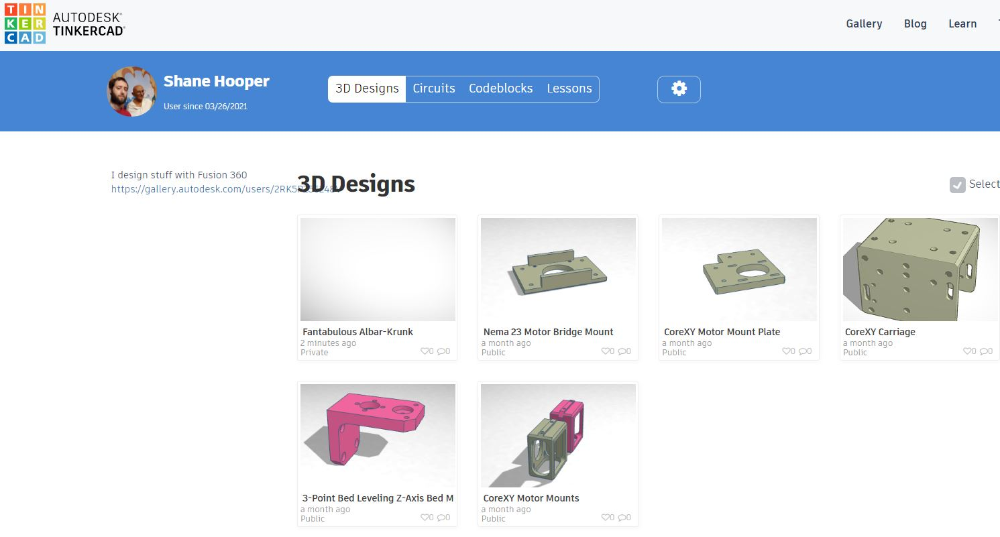 TIN
KER
CAD
AUTODESK®
TINKERCAD®
Gallery Blog Learn
Shane Hooper
User since 03/26/2021
3D Designs Circuits Codeblocks Lessons
I design stuff with Fusion 360
https://gallery.autodesk.com/users/
3D Designs
Select
Fantabulous Albar-Krunk
2 minutes ago
Private 0 0
Nema 23 Motor Bridge Mount
a month ago
Public 0 0
CoreXY Motor Mount Plate
a month ago
Public 0 0
CoreXY Carriage
a month ago
Public 0 0
3-Point Bed Leveling Z-Axis Bed M
a month ago
Public 0 0
CoreXY Motor Mounts
a month ago
Public 0 0